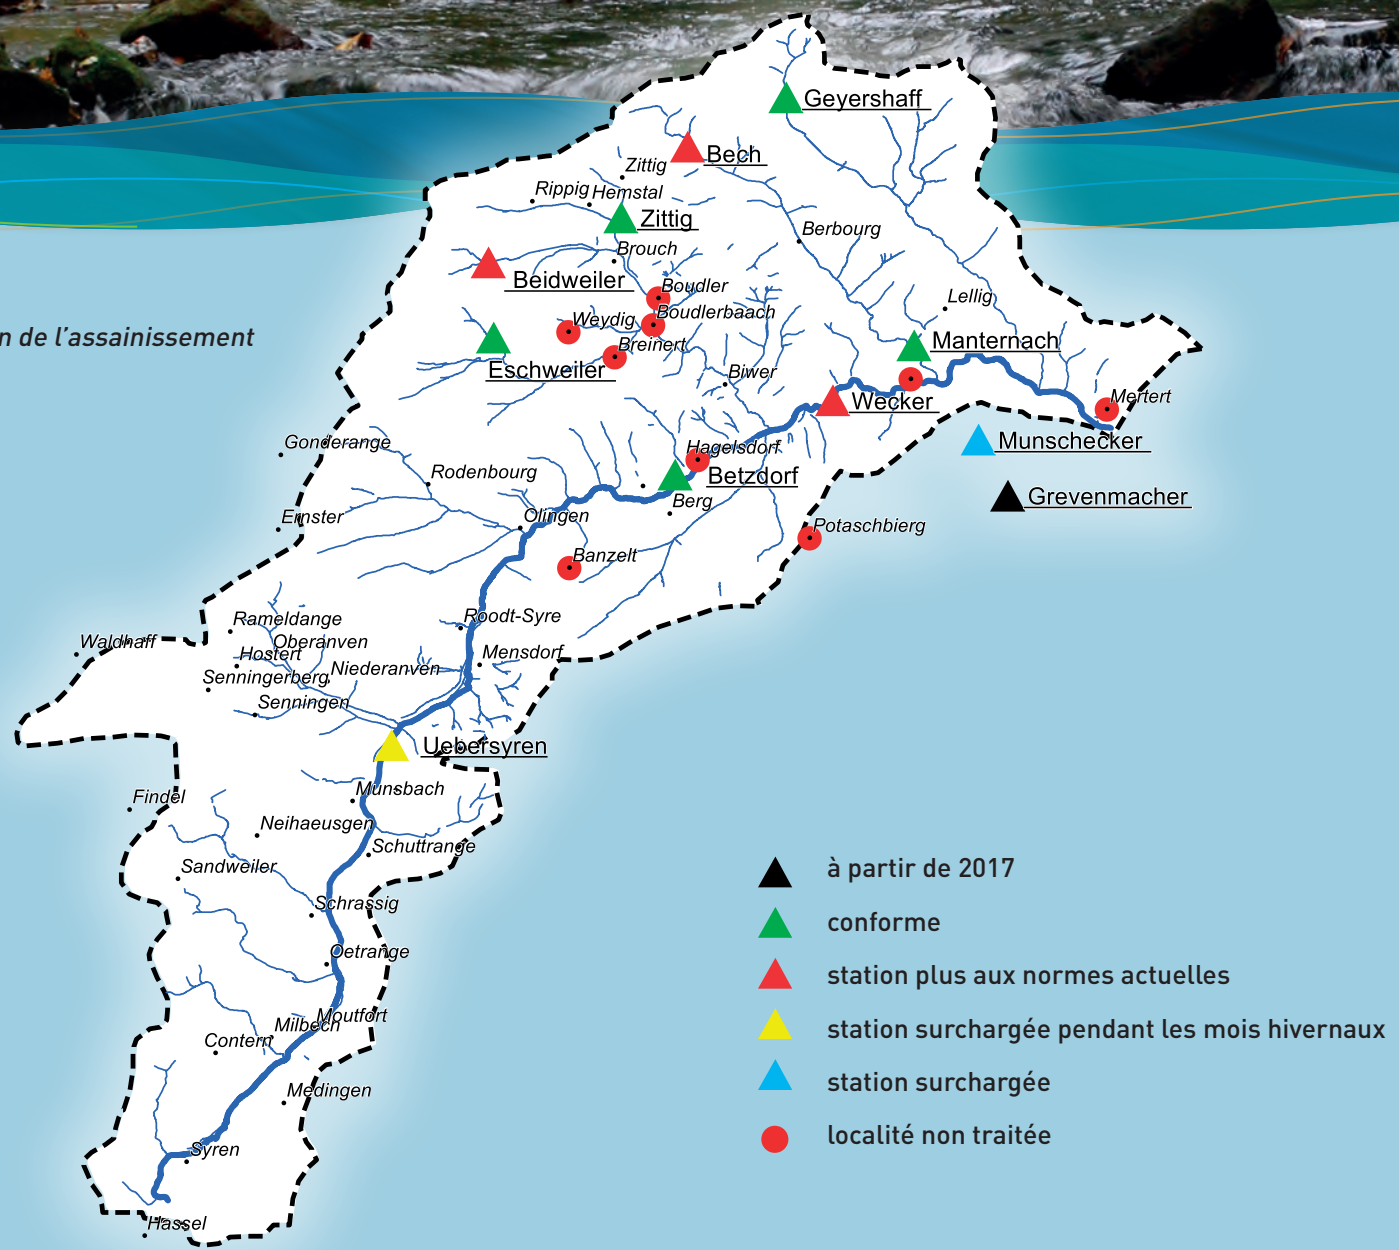 Geyershaff
Bech
Zittig
Rippig
Hemstal
Zittig
Berbourg
Brouch
Beidweiler
Boudler
Lellig
Boudlerbaach
Weydig
Manternach
Breinert
n de l'assainissement
Eschweiler
Biwer
Mertert
Wecker
Munschecker
Gonderange
Hagelsdorf
Rodenbourg
Betzdorf
Grevenmacher
Berg
Ernster
Olingen
Potaschbierg
Banzelt
Roodt-Syre
Rameldange
Waldhaff
Oberanven
Hostert
Mensdorf
Niederanven
Senningerberg
Senningen
Uebersyren
Munsbach
Findel
Neihaeusgen
Schuttrange
Sandweiler
Schrassig
Oetrange
Moutfort
Milbech
Contern
Medingen
Syren
Hassel
à partir de 2017
conforme
station plus aux normes actuelles
station surchargée pendant les mois hivernaux
station surchargée
localité non traitée